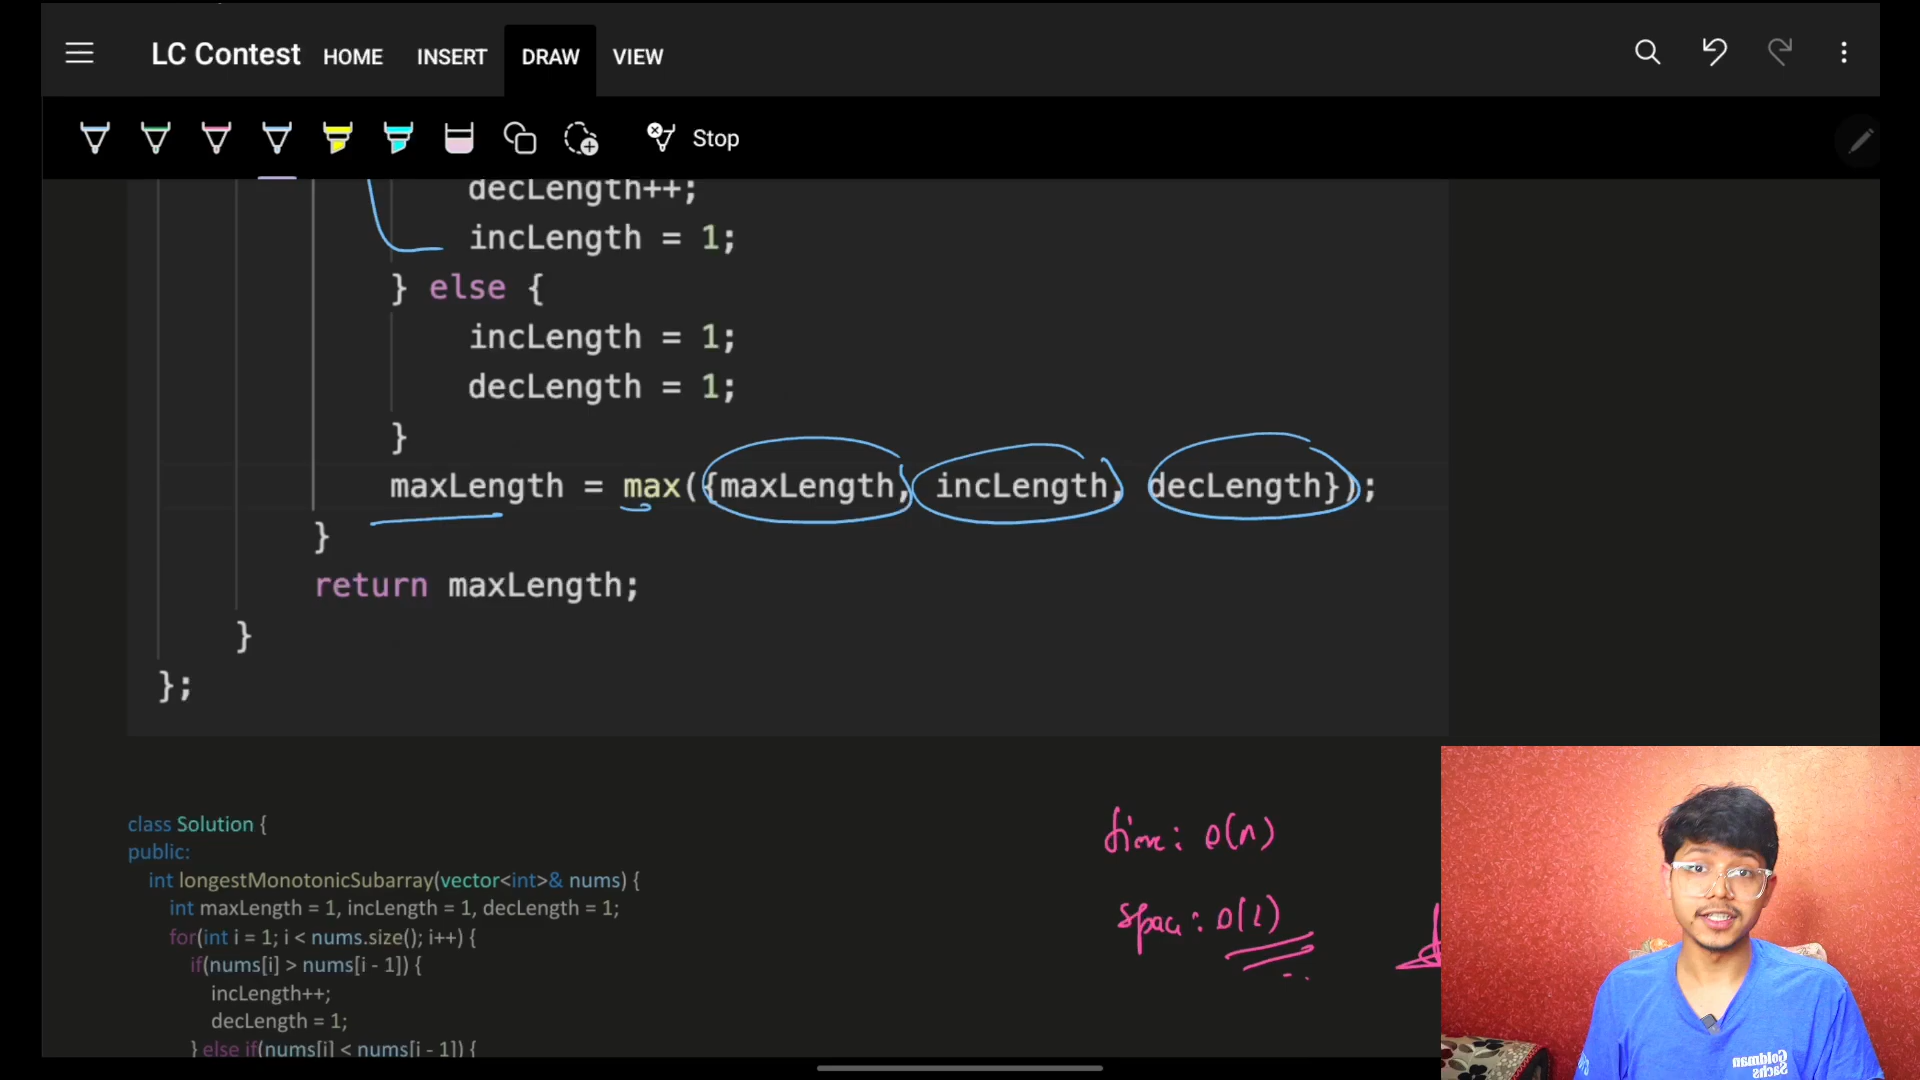 LC Contest HOME INSERT DRAW VIEW
Stop
decLength++;
incLength = 1;
} else {
incLength = 1;
decLength = 1;
}
maxLength = max({maxLength, incLength, decLength});
}
return maxLength;
}
};
class Solution {
public:
int longestMonotonicSubarray(vector<int>& nums) {
int maxLength = 1, incLength = 1, decLength = 1;
for(int i = 1; i < nums.size(); i++) {
if(nums[i] > nums[i - 1]) {
incLength++;
decLength = 1;
} else if(nums[i] < nums[i - 1]) {
time: O(n)
space: O(1)
Goldman
Sachs